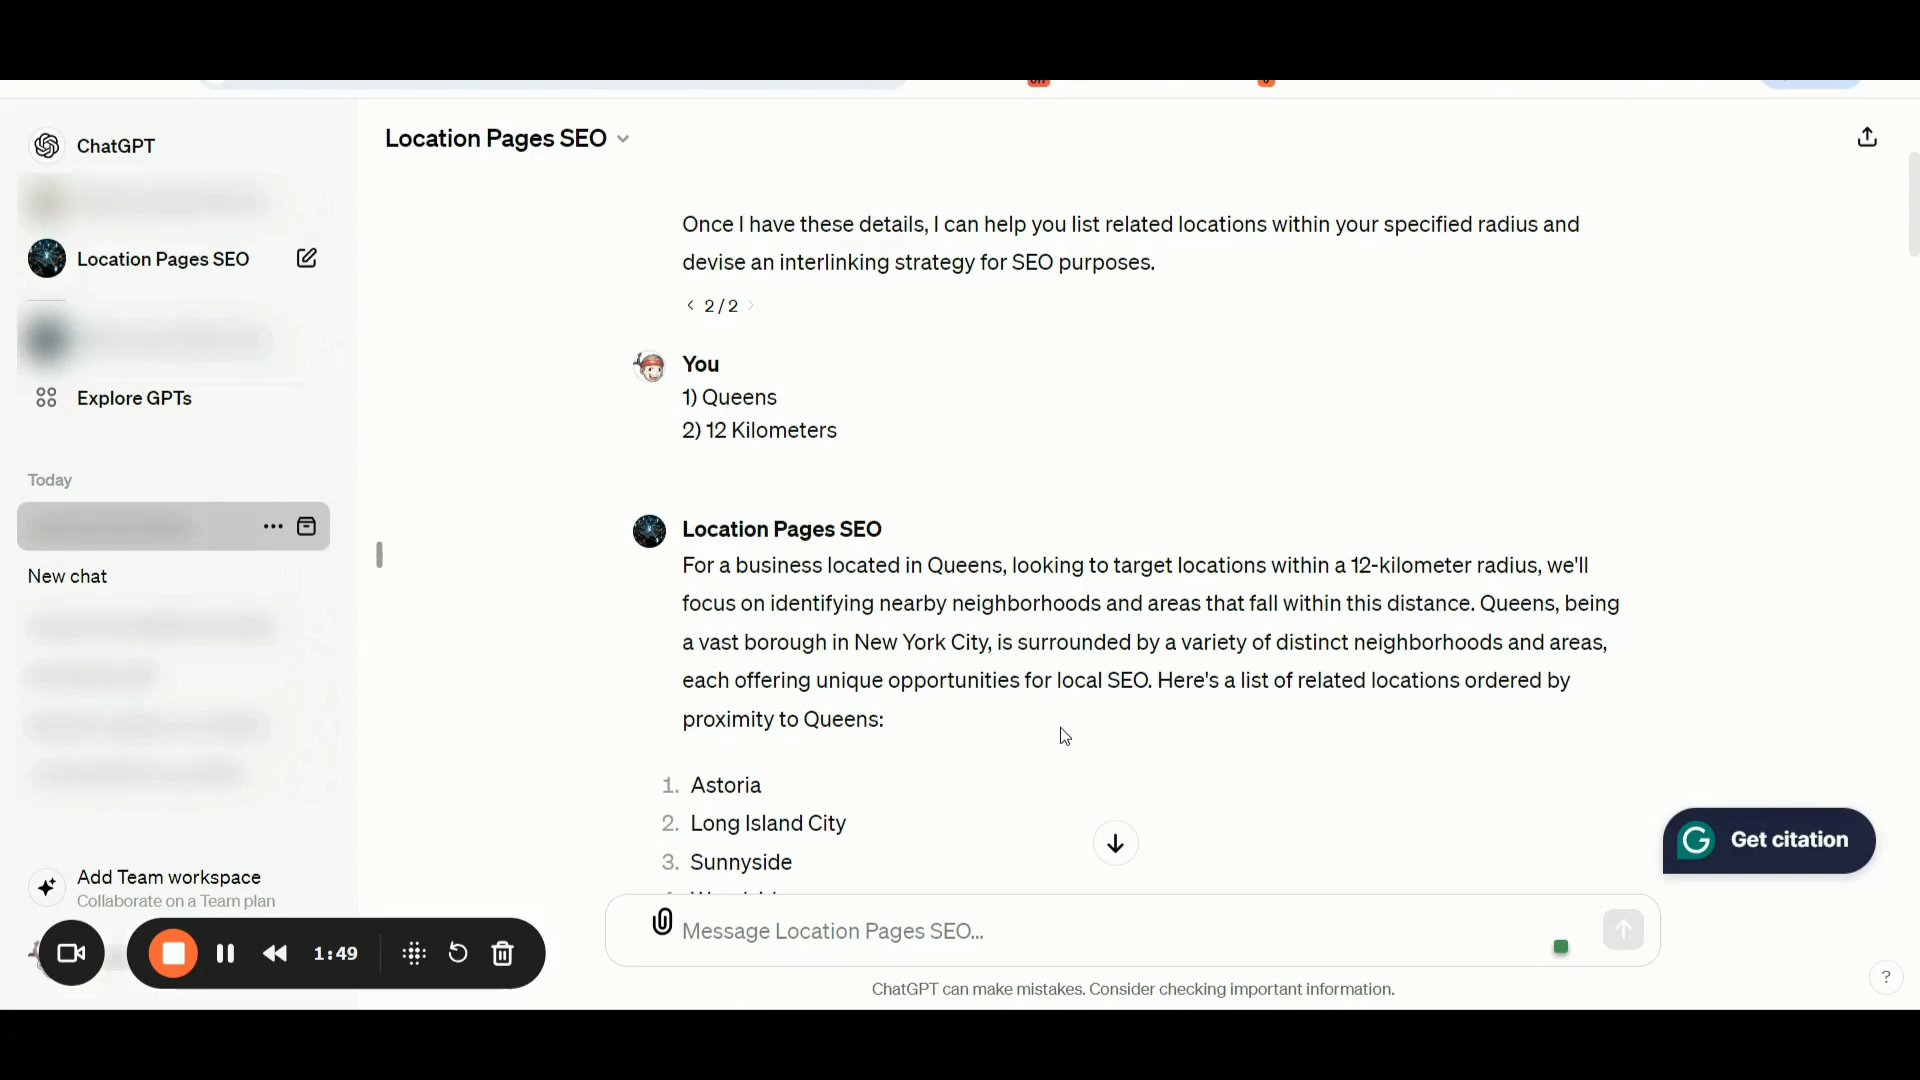 ChatGPT
Location Pages SEO
Explore GPTs
Today
New chat
Add Team workspace
Collaborate on a Team plan
1:49
Location Pages SEO
Once I have these details, I can help you list related locations within your specified radius and
devise an interlinking strategy for SEO purposes.
2 / 2
You
1) Queens
2) 12 Kilometers
Location Pages SEO
For a business located in Queens, looking to target locations within a 12-kilometer radius, we'll
focus on identifying nearby neighborhoods and areas that fall within this distance. Queens, being
a vast borough in New York City, is surrounded by a variety of distinct neighborhoods and areas,
each offering unique opportunities for local SEO. Here's a list of related locations ordered by
proximity to Queens:
1. Astoria
2. Long Island City
3. Sunnyside
Get citation
Message Location Pages SEO...
ChatGPT can make mistakes. Consider checking important information.
?